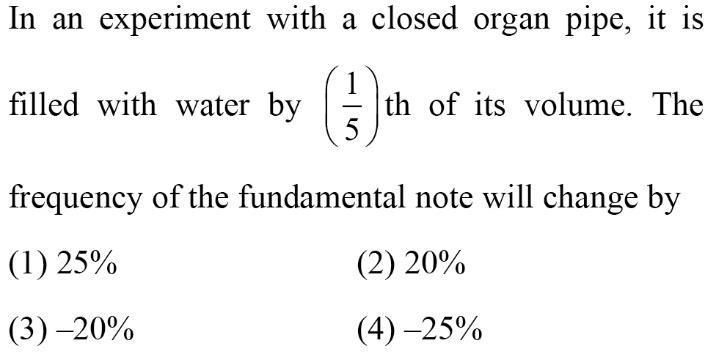 In an experiment with a closed organ pipe, it is
filled with water by (1/5)th of its volume. The
frequency of the fundamental note will change by
(1) 25% (2) 20%
(3) –20% (4) –25%